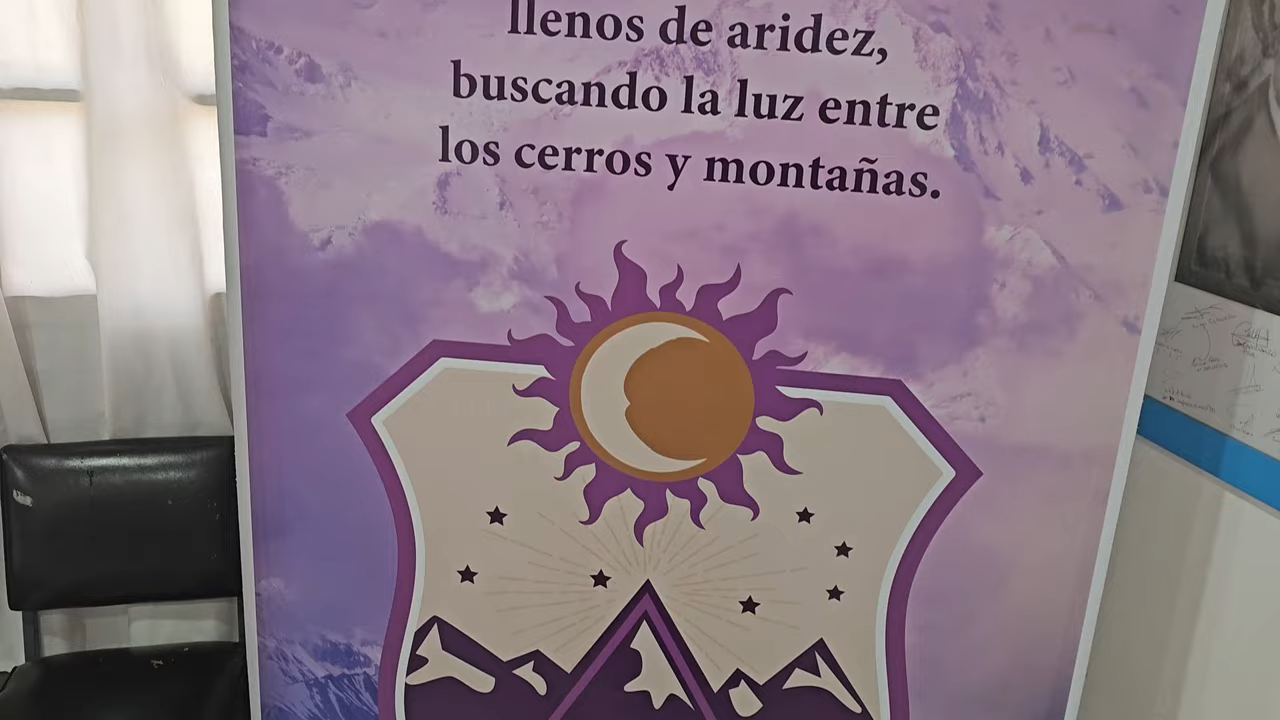 llenos de aridez,
buscando la luz entre
los cerros y montañas.